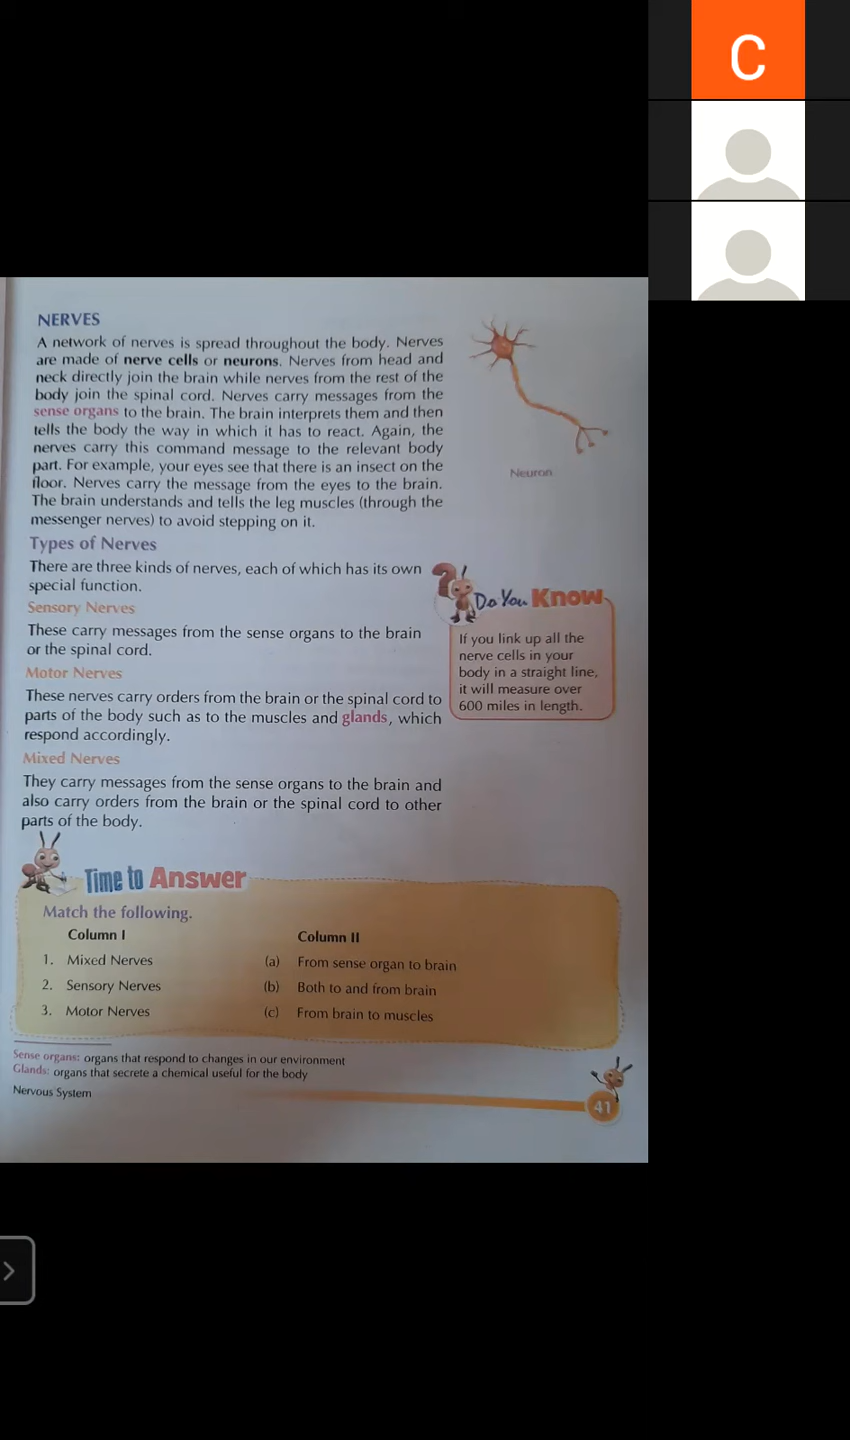 C
NERVES
A network of nerves is spread throughout the body. Nerves
are made of nerve cells or neurons. Nerves from head and
neck directly join the brain while nerves from the rest of the
body join the spinal cord. Nerves carry messages from the
sense organs to the brain. The brain interprets them and then
tells the body the way in which it has to react. Again, the
nerves carry this command message to the relevant body
part. For example, your eyes see that there is an insect on the
floor. Nerves carry the message from the eyes to the brain.
The brain understands and tells the leg muscles (through the
messenger nerves) to avoid stepping on it.
Neuron
Types of Nerves
There are three kinds of nerves, each of which has its own
special function.
Sensory Nerves
These carry messages from the sense organs to the brain
or the spinal cord.
Motor Nerves
These nerves carry orders from the brain or the spinal cord to
parts of the body such as to the muscles and glands, which
respond accordingly.
Mixed Nerves
They carry messages from the sense organs to the brain and
also carry orders from the brain or the spinal cord to other
parts of the body.
Do You Know
If you link up all the
nerve cells in your
body in a straight line,
it will measure over
600 miles in length.
Time to Answer
Match the following.
Column I Column II
1. Mixed Nerves (a) From sense organ to brain
2. Sensory Nerves (b) Both to and from brain
3. Motor Nerves (c) From brain to muscles
Sense organs: organs that respond to changes in our environment
Glands: organs that secrete a chemical useful for the body
Nervous System
41